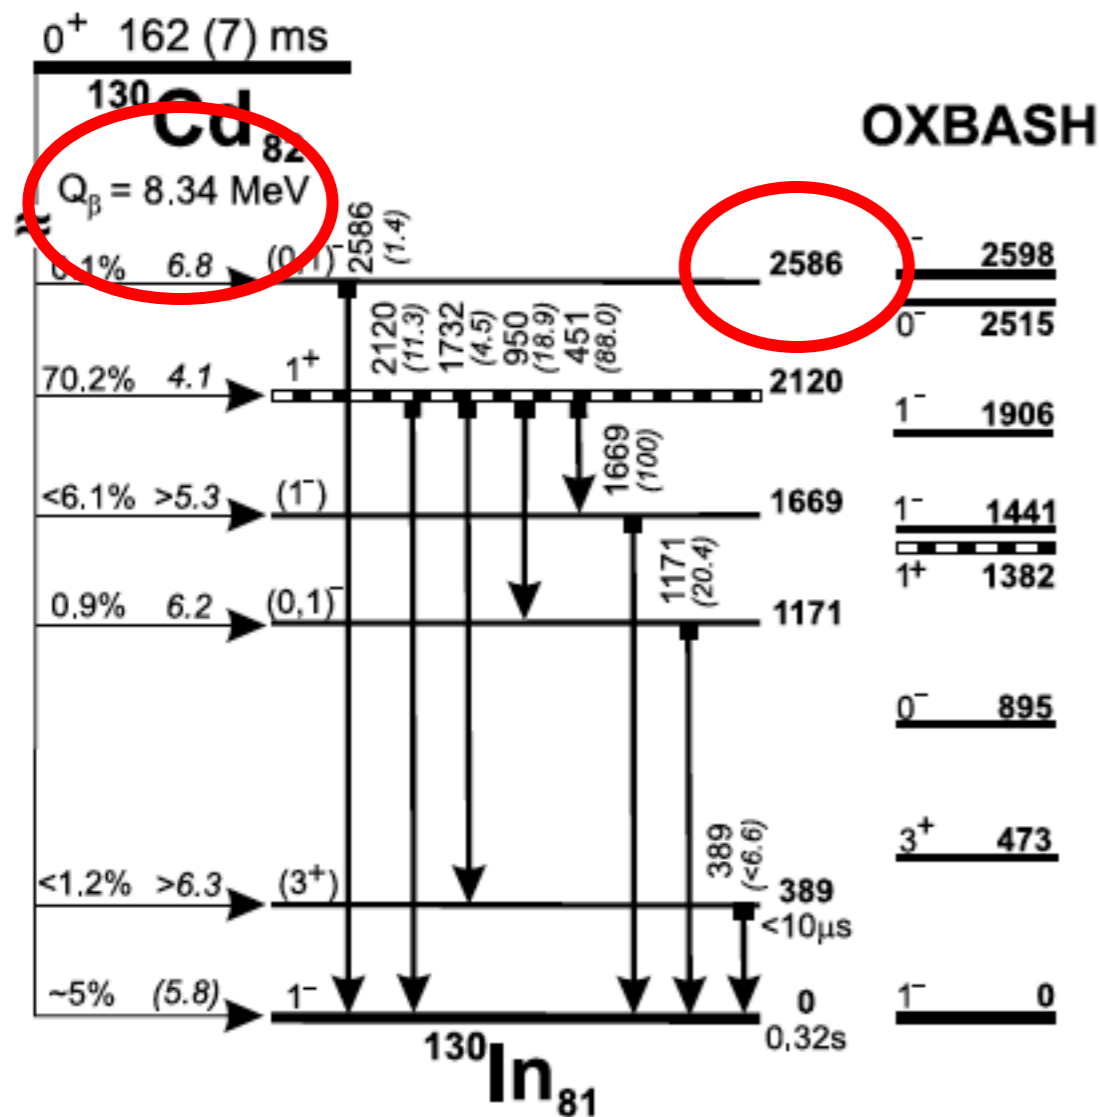 0⁺ 162 (7) ms
¹³⁰Cd₈₂
OXBASH
Qᵦ = 8.34 MeV
6.8 (0,1)⁻ 2586 (1.4) 2586
70.2% 4.1 1⁺ 2120 (11.3) 1732 (4.5) 950 (18.9) 451 (88.0) 2120
<6.1% >5.3 (1⁻) 1669 (100) 1669
0.9% 6.2 (0,1)⁻ 1171 (20.4) 1171
<1.2% >6.3 (3⁺) 389 (<6.6) 389
<10μs
~5% (5.8) 1⁻ 0
0.32s
¹³⁰In₈₁
2598
0⁻ 2515
1⁻ 1906
1⁻ 1441
1⁺ 1382
0⁻ 895
3⁺ 473
1⁻ 0